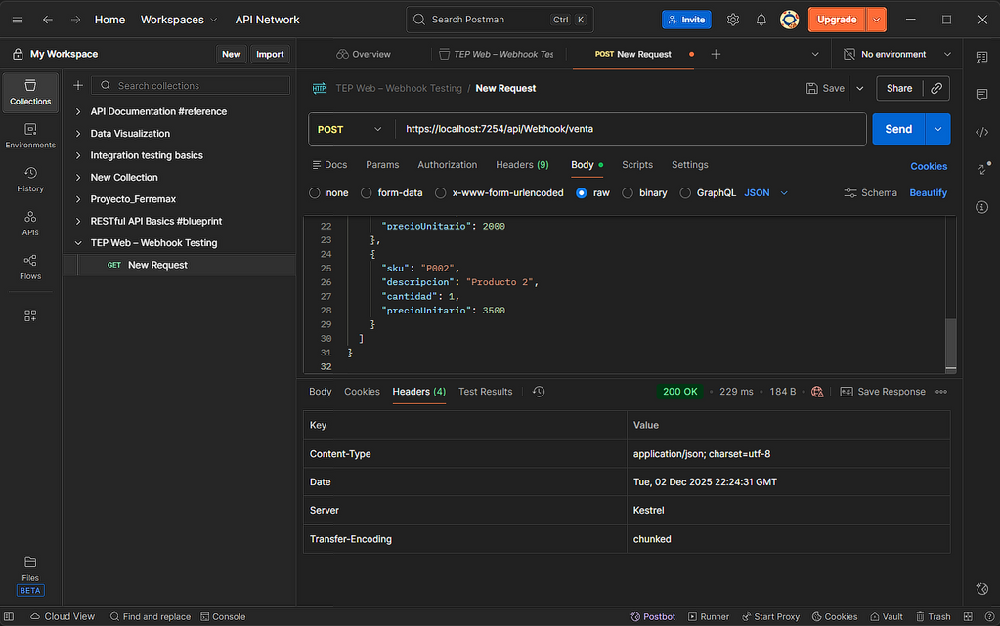 Home Workspaces API Network Search Postman Ctrl K Invite Upgrade
My Workspace New Import Overview TEP Web – Webhook Tes POST New Request No environment
Collections
Environments
History
APIs
Flows
Files
BETA
Search collections
API Documentation #reference
Data Visualization
Integration testing basics
New Collection
Proyecto_Ferremax
RESTful API Basics #blueprint
TEP Web – Webhook Testing
GET New Request
HTTP TEP Web – Webhook Testing / New Request Save Share
POST https://localhost:7254/api/Webhook/venta Send
Docs Params Authorization Headers (9) Body Scripts Settings Cookies
none form-data x-www-form-urlencoded raw binary GraphQL JSON Schema Beautify
22 "precioUnitario": 2000
23 },
24 {
25 "sku": "P002",
26 "descripcion": "Producto 2",
27 "cantidad": 1,
28 "precioUnitario": 3500
29 }
30 ]
31 }
32
Body Cookies Headers (4) Test Results 200 OK • 229 ms • 184 B • Save Response
Key Value
Content-Type application/json; charset=utf-8
Date Tue, 02 Dec 2025 22:24:31 GMT
Server Kestrel
Transfer-Encoding chunked
Cloud View Find and replace Console Postbot Runner Start Proxy Cookies Vault Trash